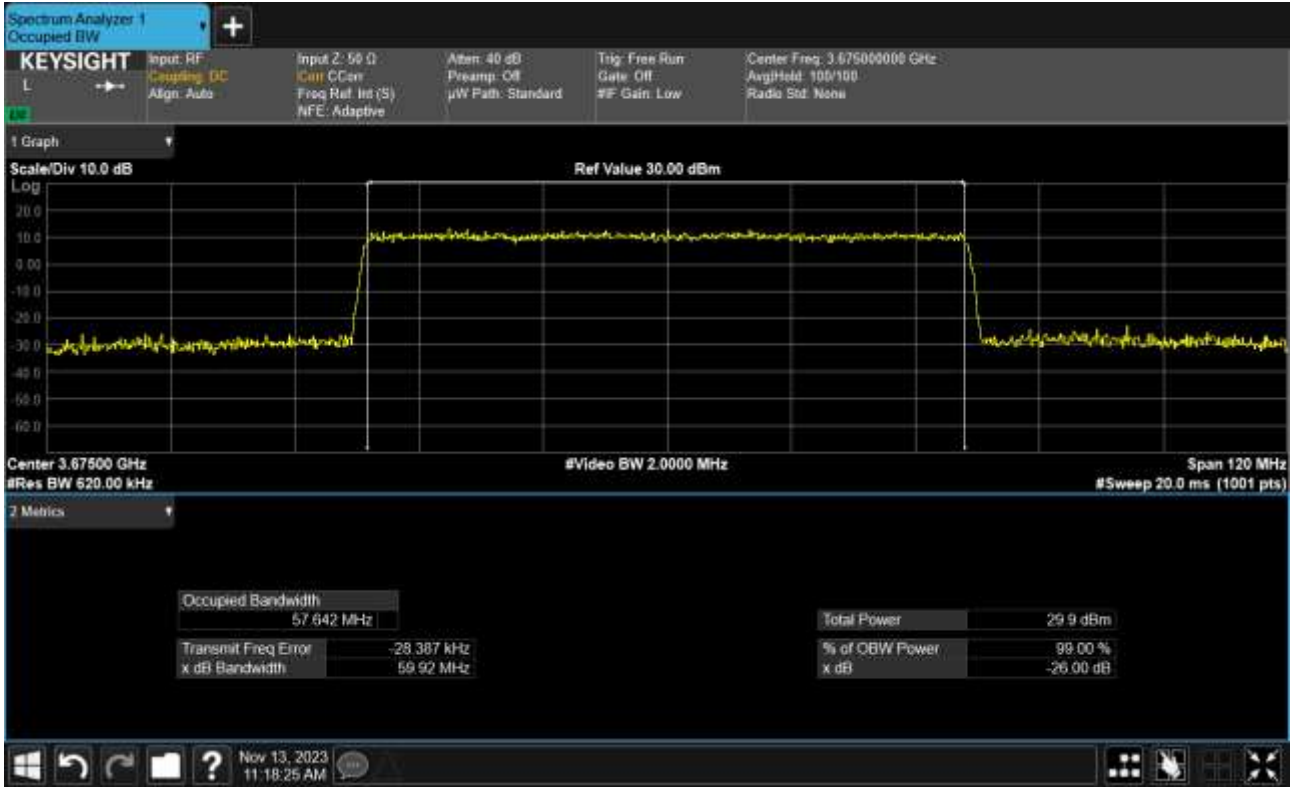 Spectrum Analyzer 1
Occupied BW
+
KEYSIGHT
L
Input: RF
Coupling: DC
Align: Auto
Input Z: 50 Ω
Corr CCorr
Freq Ref: Int (S)
NFE: Adaptive
Atten: 40 dB
Preamp: Off
µW Path: Standard
Trig: Free Run
Gate: Off
#IF Gain: Low
Center Freq: 3.675000000 GHz
Avg|Hold: 100/100
Radio Std: None
1 Graph
Scale/Div 10.0 dB
Ref Value 30.00 dBm
Log
20.0
10.0
0.00
-10.0
-20.0
-30.0
-40.0
-50.0
-60.0
Center 3.67500 GHz
#Video BW 2.0000 MHz
Span 120 MHz
#Res BW 620.00 kHz
#Sweep 20.0 ms (1001 pts)
2 Metrics
Occupied Bandwidth
57.642 MHz
Total Power 29.9 dBm
Transmit Freq Error -28.387 kHz
% of OBW Power 99.00 %
x dB Bandwidth 59.92 MHz
x dB -26.00 dB
?
Nov 13, 2023
11:18:25 AM